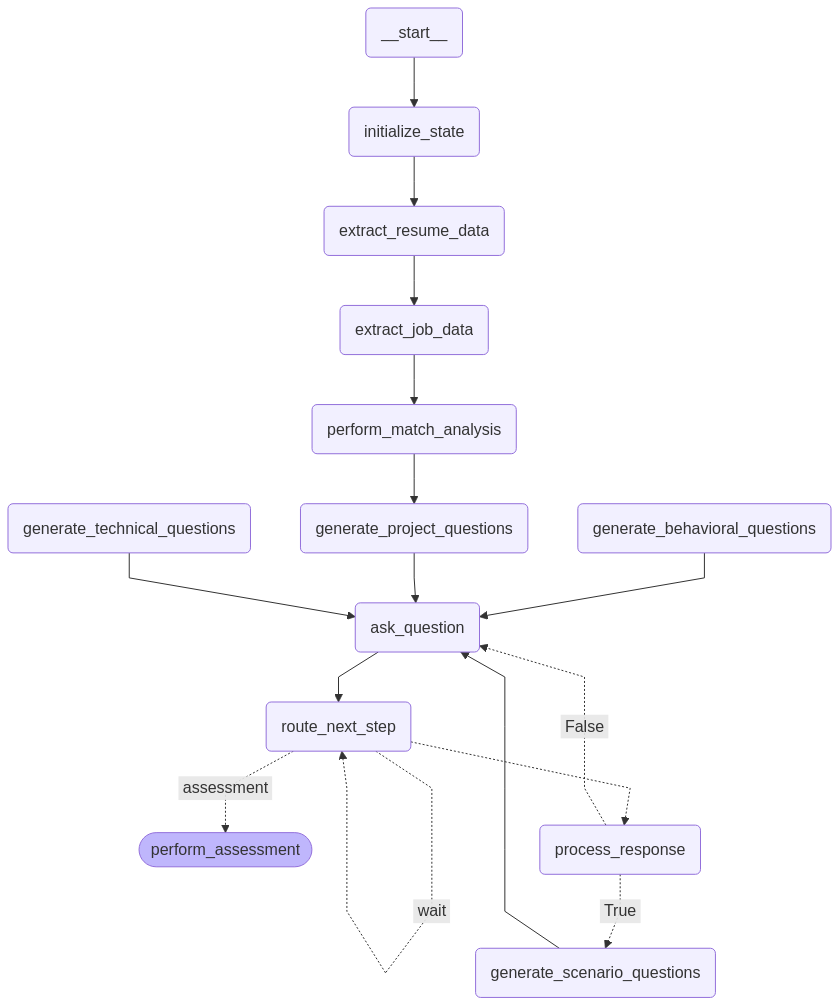 __start__
initialize_state
extract_resume_data
extract_job_data
perform_match_analysis
generate_technical_questions
generate_project_questions
generate_behavioral_questions
ask_question
route_next_step
False
assessment
perform_assessment
process_response
wait
True
generate_scenario_questions